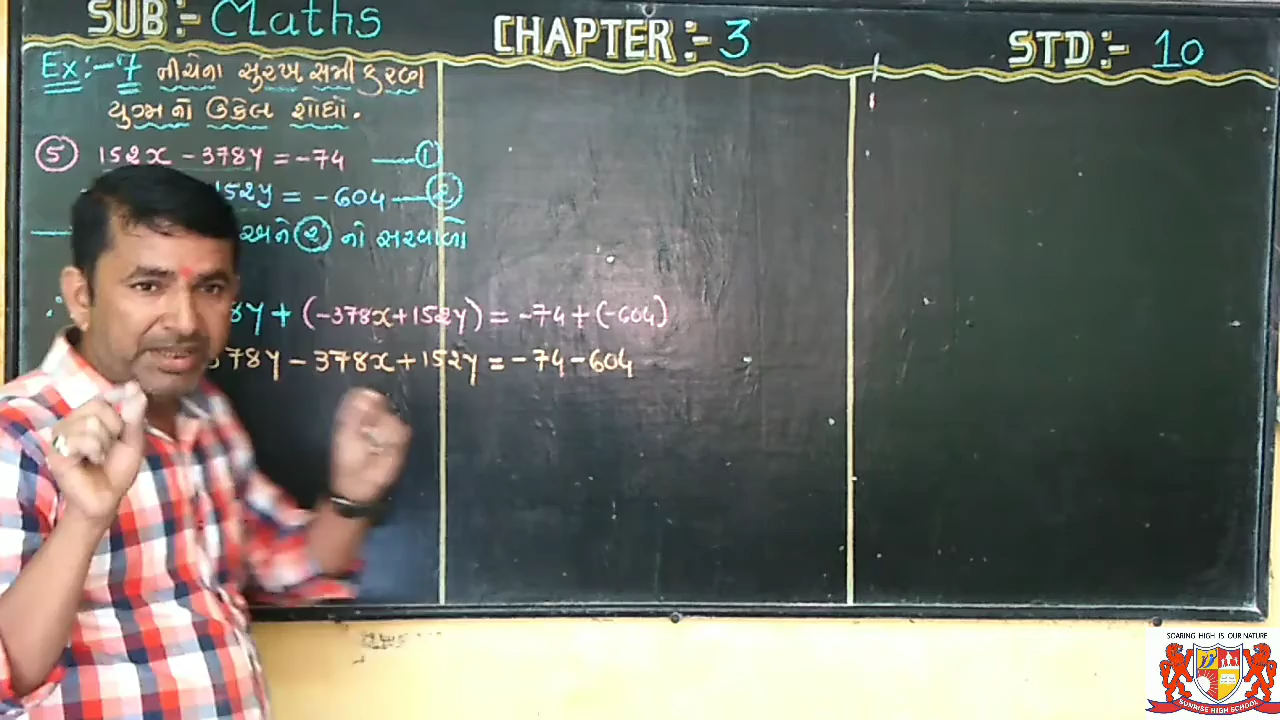 SUB:- Maths
CHAPTER:- 3
STD:- 10
Ex:-7 નીચેના સુરેખ સમીકરણ
યુગ્મનો ઉકેલ શોધો.
5 152x - 378y = -74 — 1
152y = -604 — 2
અને 2 નો સરવાળો
8y + (-378x+152y) = -74 + (-604)
378y - 378x + 152y = -74 - 604
SOARING HIGH IS OUR NATURE
SUNRISE HIGH SCHOOL